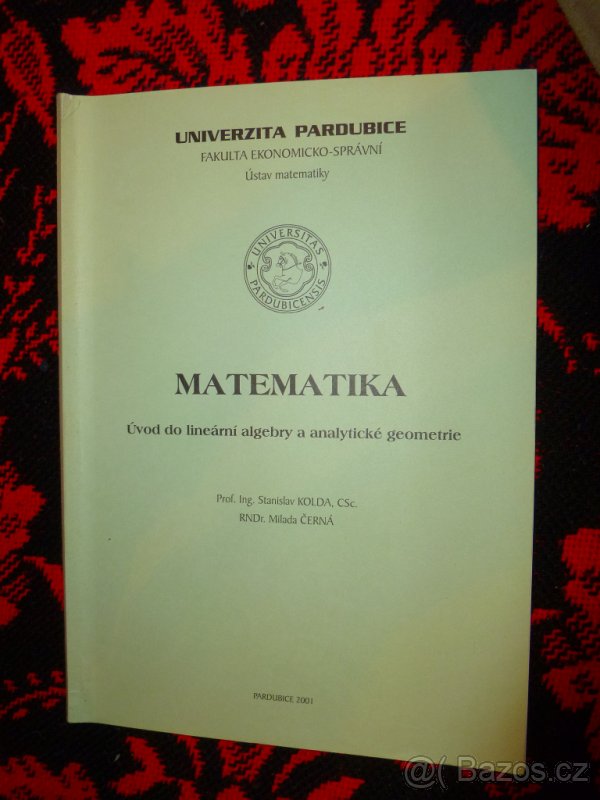 UNIVERZITA PARDUBICE
FAKULTA EKONOMICKO-SPRÁVNÍ
Ústav matematiky
UNIVERSITAS
PARDUBICENSIS
MATEMATIKA
Úvod do lineární algebry a analytické geometrie
Prof. Ing. Stanislav KOLDA, CSc.
RNDr. Milada ČERNÁ
PARDUBICE 2001
@( Bazos.cz